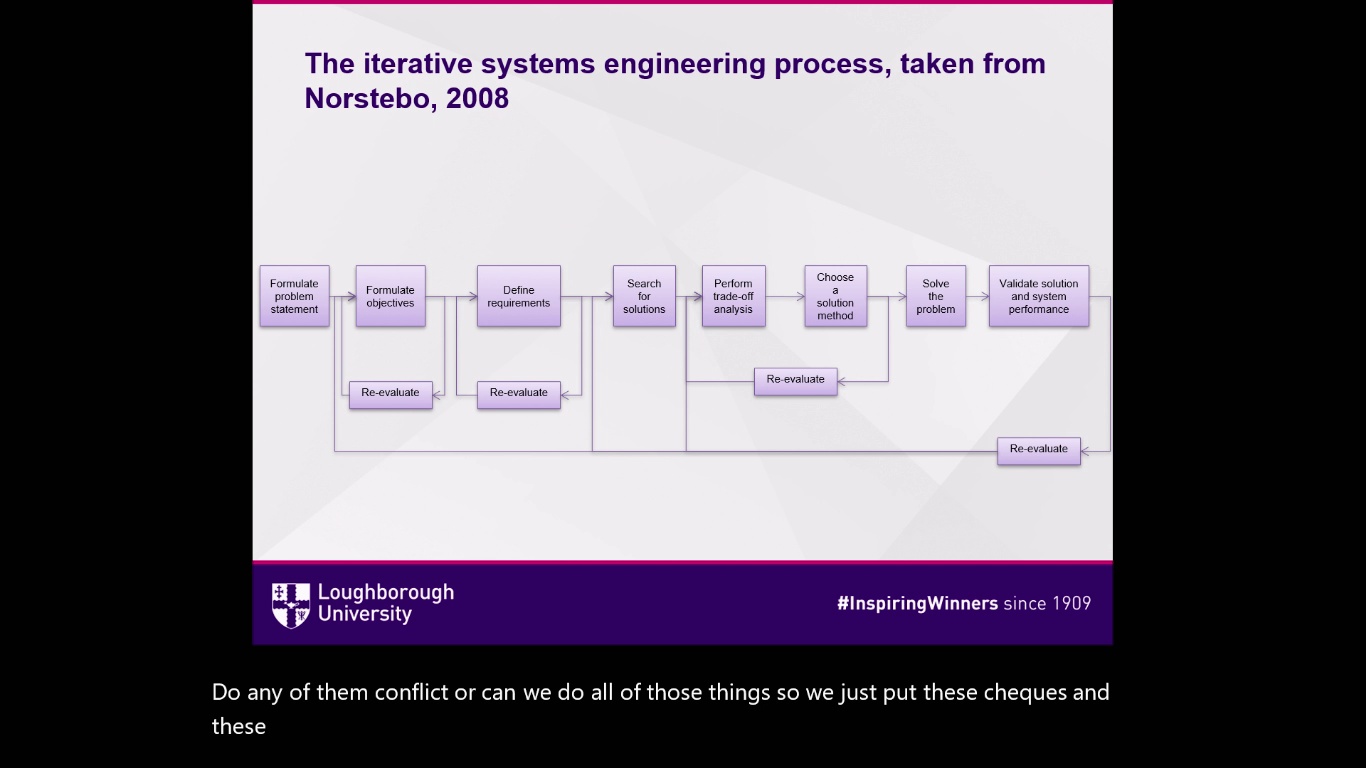 The iterative systems engineering process, taken from
Norstebo, 2008
Formulate
problem
statement
Formulate
objectives
Define
requirements
Search
for
solutions
Perform
trade-off
analysis
Choose
a
solution
method
Solve
the
problem
Validate solution
and system
performance
Re-evaluate
Re-evaluate
Re-evaluate
Re-evaluate
Loughborough
University
#InspiringWinners since 1909
Do any of them conflict or can we do all of those things so we just put these cheques and
these